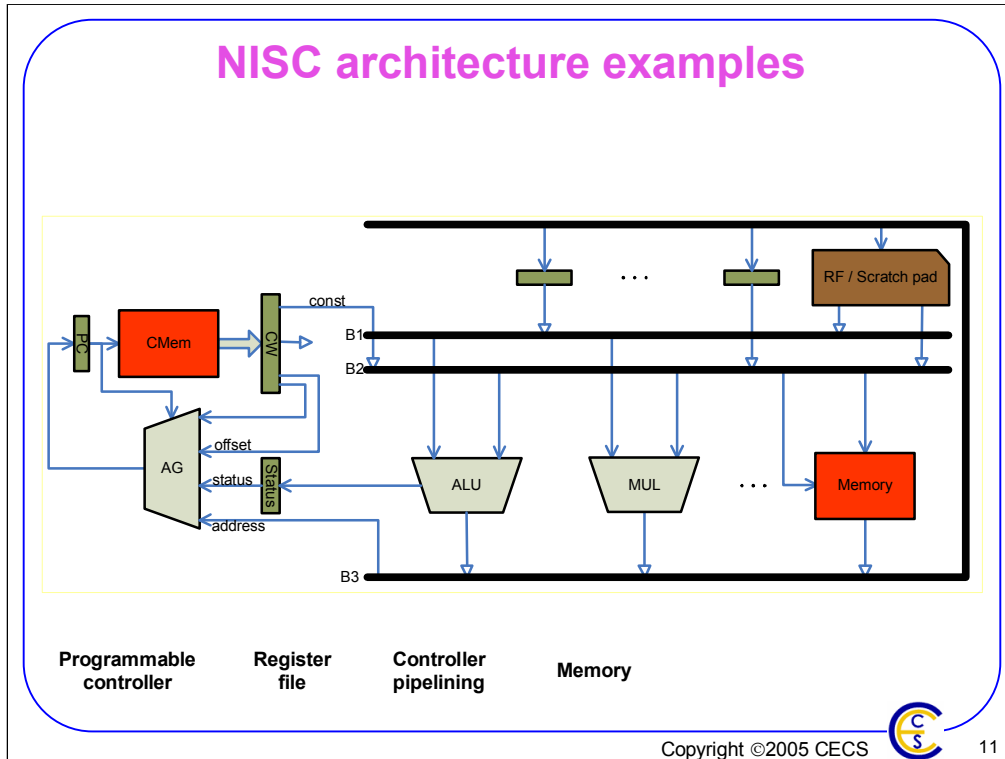 NISC architecture examples
RF / Scratch pad
. . .
const
B1
PC
CMem
CW
B2
offset
AG
status
Status
ALU
MUL
. . .
Memory
address
B3
Programmable
controller
Register
file
Controller
pipelining
Memory
Copyright ©2005 CECS
C
E
S
11